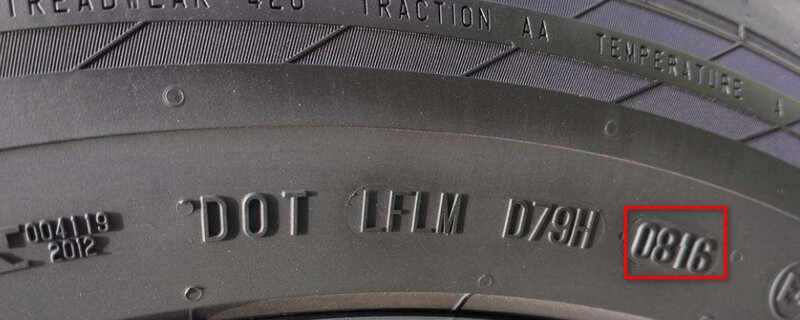 TREADWEAR 420 TRACTION AA TEMPERATURE A
004119
2012
DOT LFLM D79H 0816